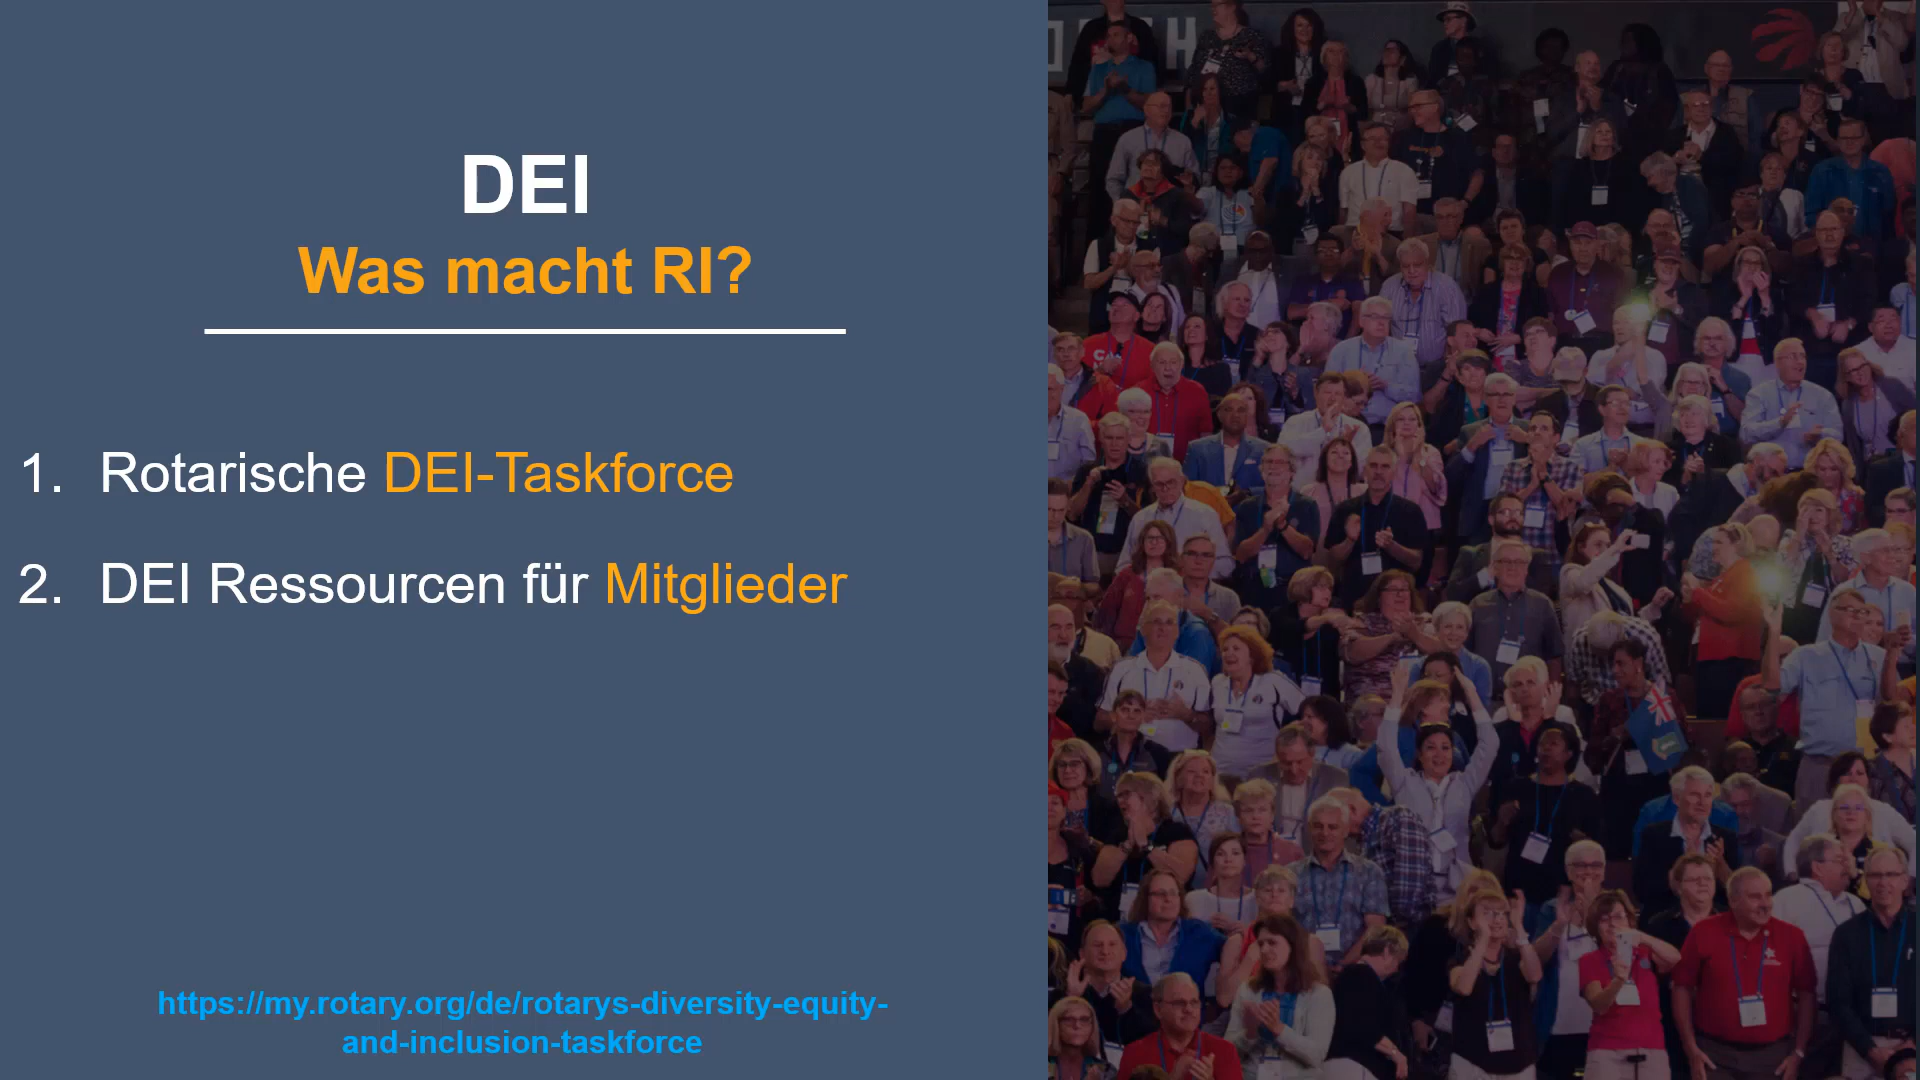 DEI
Was macht RI?
1. Rotarische DEI-Taskforce
2. DEI Ressourcen für Mitglieder
https://my.rotary.org/de/rotarys-diversity-equity-
and-inclusion-taskforce